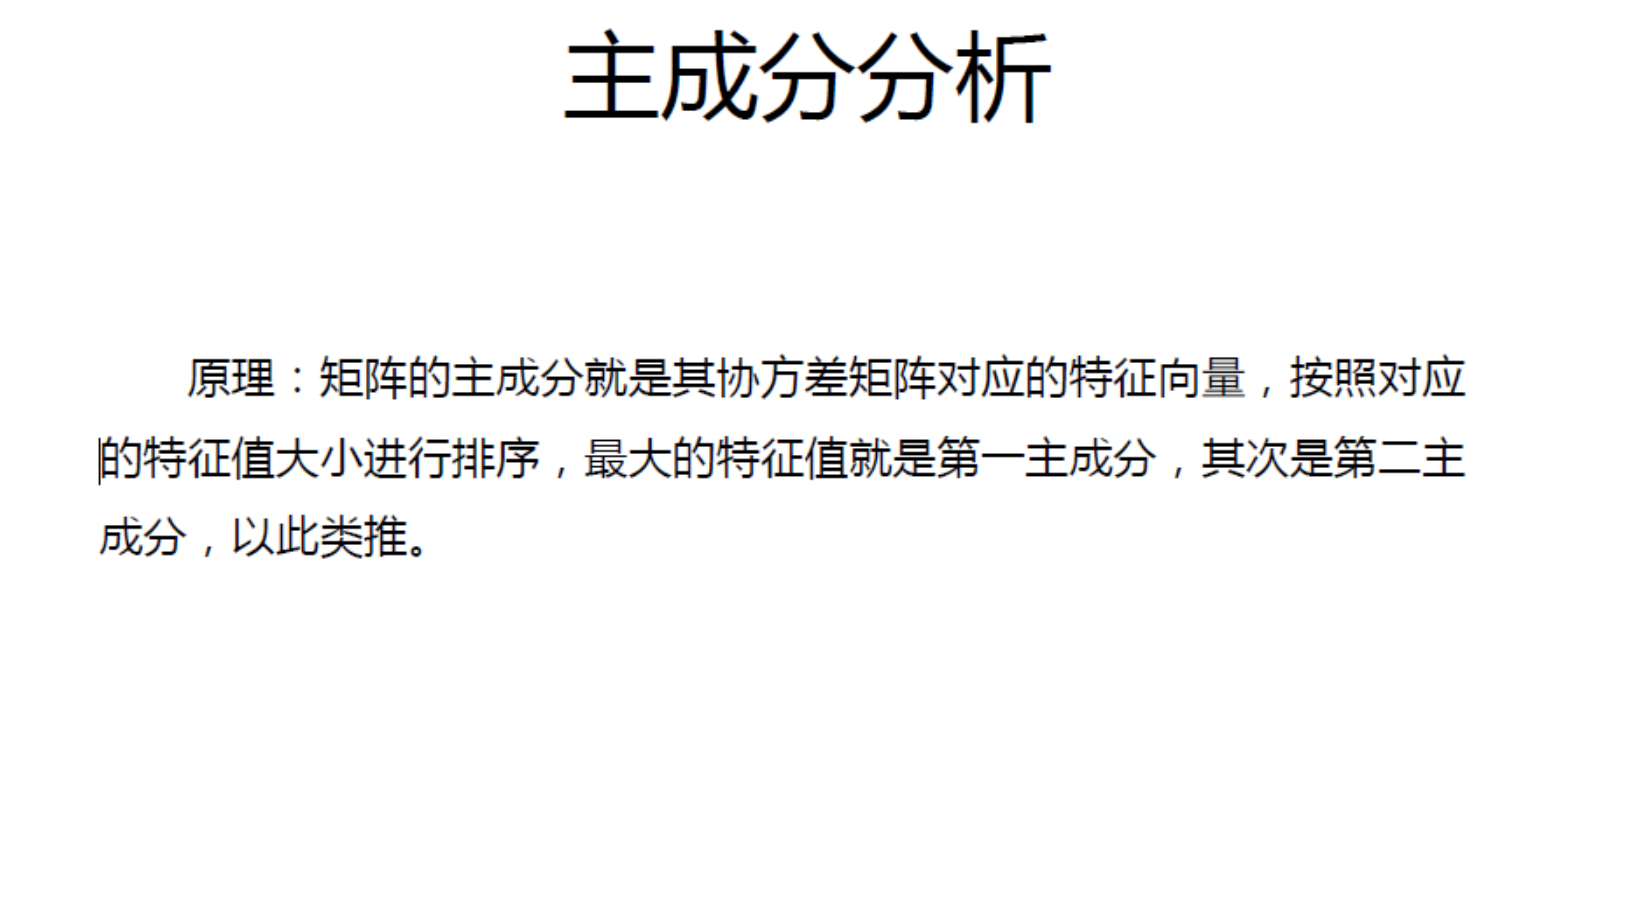 主成分分析
原理：矩阵的主成分就是其协方差矩阵对应的特征向量，按照对应
的特征值大小进行排序，最大的特征值就是第一主成分，其次是第二主
成分，以此类推。